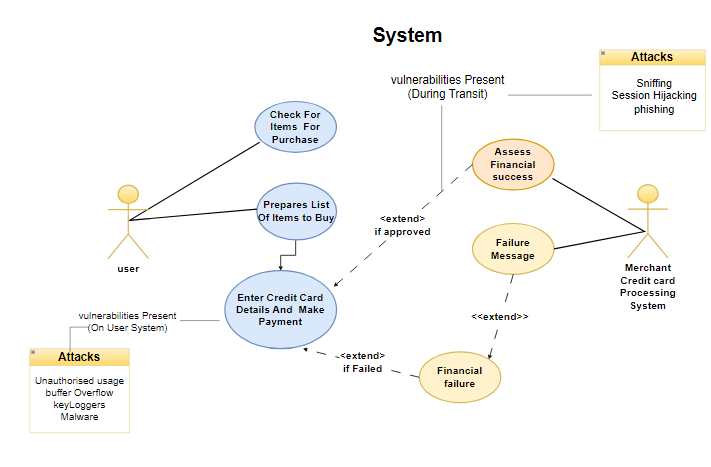 System
Attacks
Sniffing
Session Hijacking
phishing
vulnerabilities Present
(During Transit)
Check For
Items For
Purchase
Assess
Financial
success
Prepares List
Of Items to Buy
<extend>
if approved
Failure
Message
user
Merchant
Credit card
Processing
System
Enter Credit Card
Details And Make
Payment
<<extend>>
vulnerabilities Present
(On User System)
Attacks
Unauthorised usage
buffer Overflow
keyLoggers
Malware
<extend>
if Failed
Financial
failure